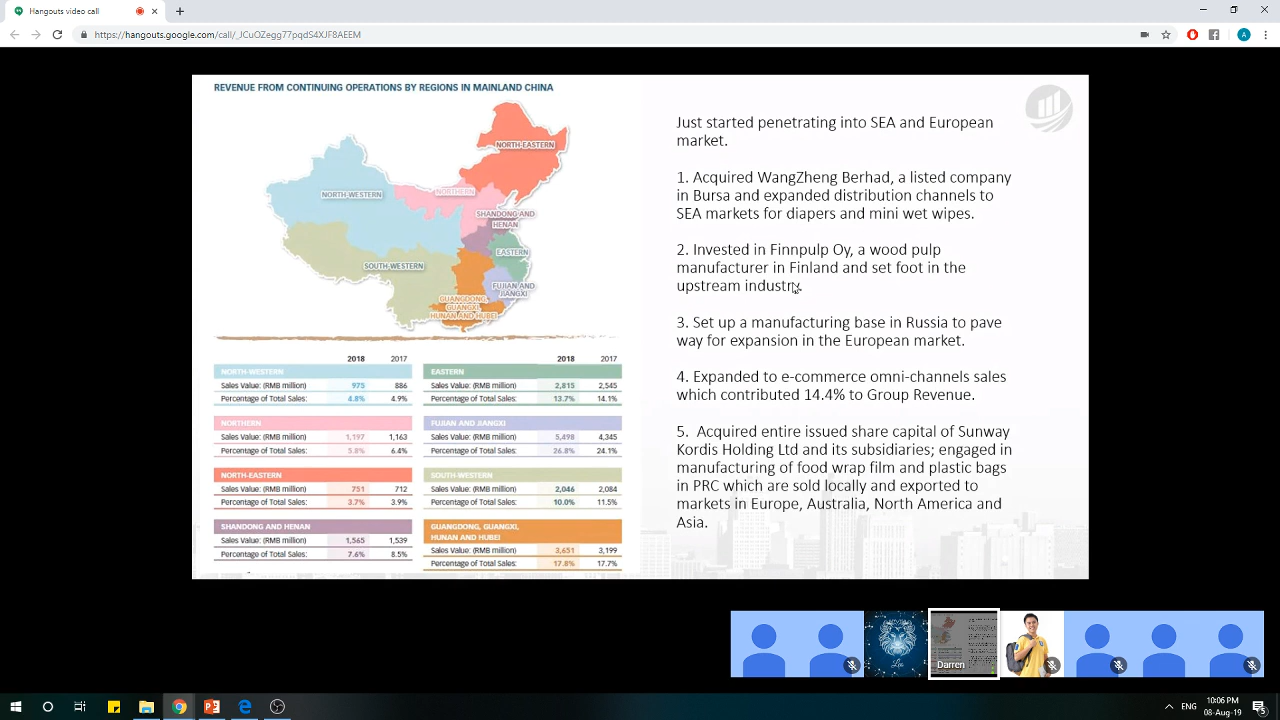 Hangouts video call
https://hangouts.google.com/call/_JCuOZegg77pqdS4XJF8AEEM
A
REVENUE FROM CONTINUING OPERATIONS BY REGIONS IN MAINLAND CHINA
NORTH-EASTERN
NORTH-WESTERN
NORTHERN
SHANDONG AND
HENAN
EASTERN
SOUTH-WESTERN
FUJIAN AND
JIANGXI
GUANGDONG,
GUANGXI,
HUNAN AND HUBEI
2018 2017
NORTH-WESTERN
Sales Value: (RMB million) 975 886
Percentage of Total Sales: 4.8% 4.9%
NORTHERN
Sales Value: (RMB million) 1,197 1,163
Percentage of Total Sales: 5.8% 6.4%
NORTH-EASTERN
Sales Value: (RMB million) 751 712
Percentage of Total Sales: 3.7% 3.9%
SHANDONG AND HENAN
Sales Value: (RMB million) 1,565 1,539
Percentage of Total Sales: 7.6% 8.5%
2018 2017
EASTERN
Sales Value: (RMB million) 2,815 2,545
Percentage of Total Sales: 13.7% 14.1%
FUJIAN AND JIANGXI
Sales Value: (RMB million) 5,498 4,345
Percentage of Total Sales: 26.8% 24.1%
SOUTH-WESTERN
Sales Value: (RMB million) 2,046 2,084
Percentage of Total Sales: 10.0% 11.5%
GUANGDONG, GUANGXI,
HUNAN AND HUBEI
Sales Value: (RMB million) 3,651 3,199
Percentage of Total Sales: 17.8% 17.7%
Just started penetrating into SEA and European
market.
1. Acquired WangZheng Berhad, a listed company
in Bursa and expanded distribution channels to
SEA markets for diapers and mini wet wipes.
2. Invested in Finnpulp Oy, a wood pulp
manufacturer in Finland and set foot in the
upstream industry.
3. Set up a manufacturing base in Russia to pave
way for expansion in the European market.
4. Expanded to e-commerce omni-channels sales
which contributed 14.4% to Group Revenue.
5. Acquired entire issued share capital of Sunway
Kordis Holding Ltd and its subsidiaries; engaged in
manufacturing of food wrap film and plastic bags
in PRC which are sold locally and exported to
markets in Europe, Australia, North America and
Asia.
Leo
Darren
ENG
10:06 PM
08-Aug-19